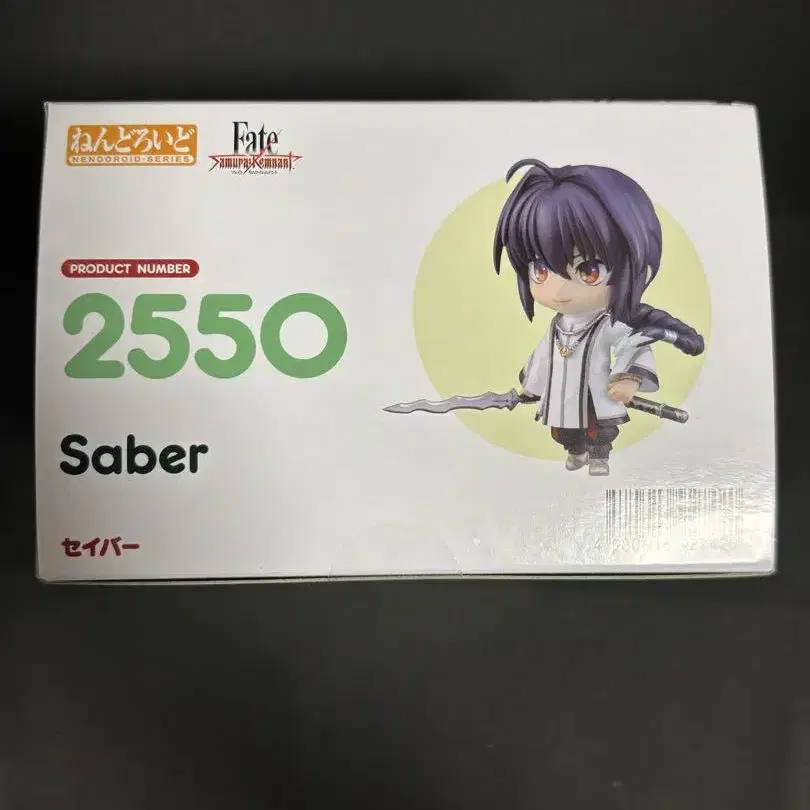 ねんどろいど
NENDOROID·SERIES
Fate
Samurai Remnant
PRODUCT NUMBER
2550
Saber
セイバー